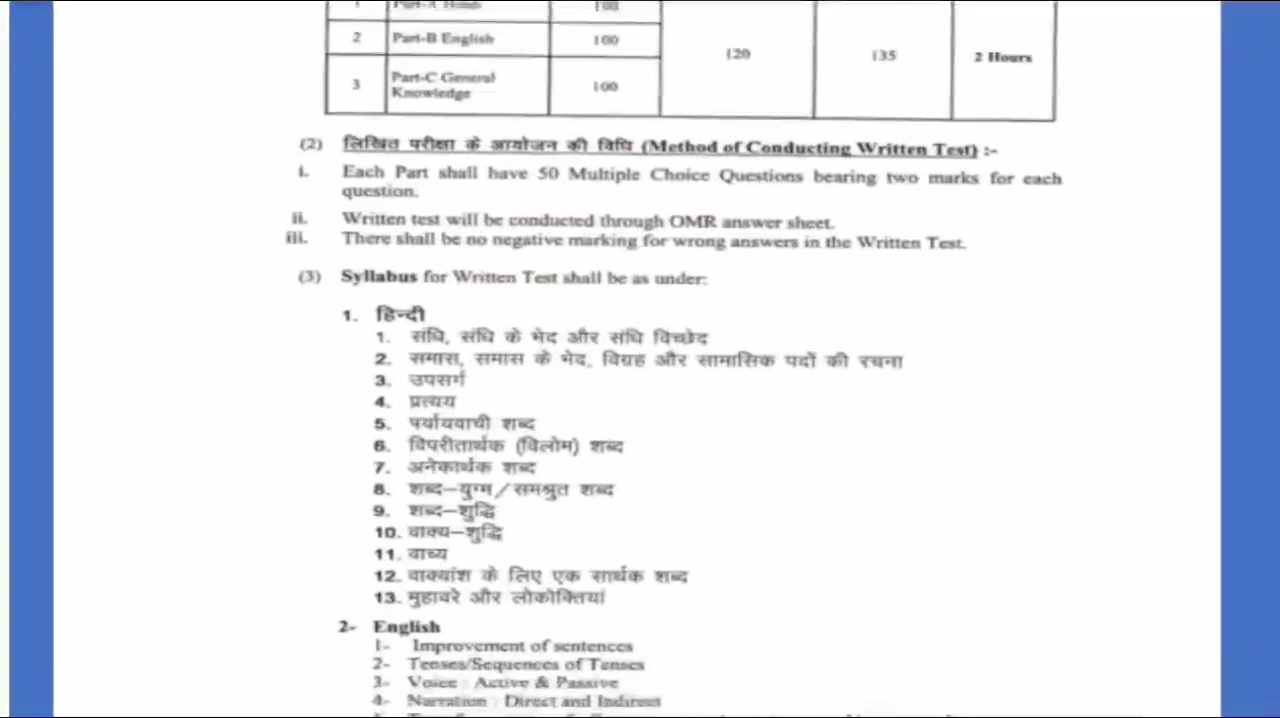 1 Part-A Hindi 100
2 Part-B English 100 120 135 2 Hours
3 Part-C General Knowledge 100
(2) लिखित परीक्षा के आयोजन की विधि (Method of Conducting Written Test) :-
i. Each Part shall have 50 Multiple Choice Questions bearing two marks for each
question.
ii. Written test will be conducted through OMR answer sheet.
iii. There shall be no negative marking for wrong answers in the Written Test.
(3) Syllabus for Written Test shall be as under:
1. हिन्दी
1. संधि, संधि के भेद और संधि विच्छेद
2. समास, समास के भेद, विग्रह और सामासिक पदों की रचना
3. उपसर्ग
4. प्रत्यय
5. पर्यायवाची शब्द
6. विपरीतार्थक (विलोम) शब्द
7. अनेकार्थक शब्द
8. शब्द–युग्म/समश्रुत शब्द
9. शब्द–शुद्धि
10. वाक्य–शुद्धि
11. वाच्य
12. वाक्यांश के लिए एक सार्थक शब्द
13. मुहावरे और लोकोक्तियां
2- English
1- Improvement of sentences
2- Tenses/Sequences of Tenses
3- Voice : Active & Passive
4- Narration : Direct and Indirect